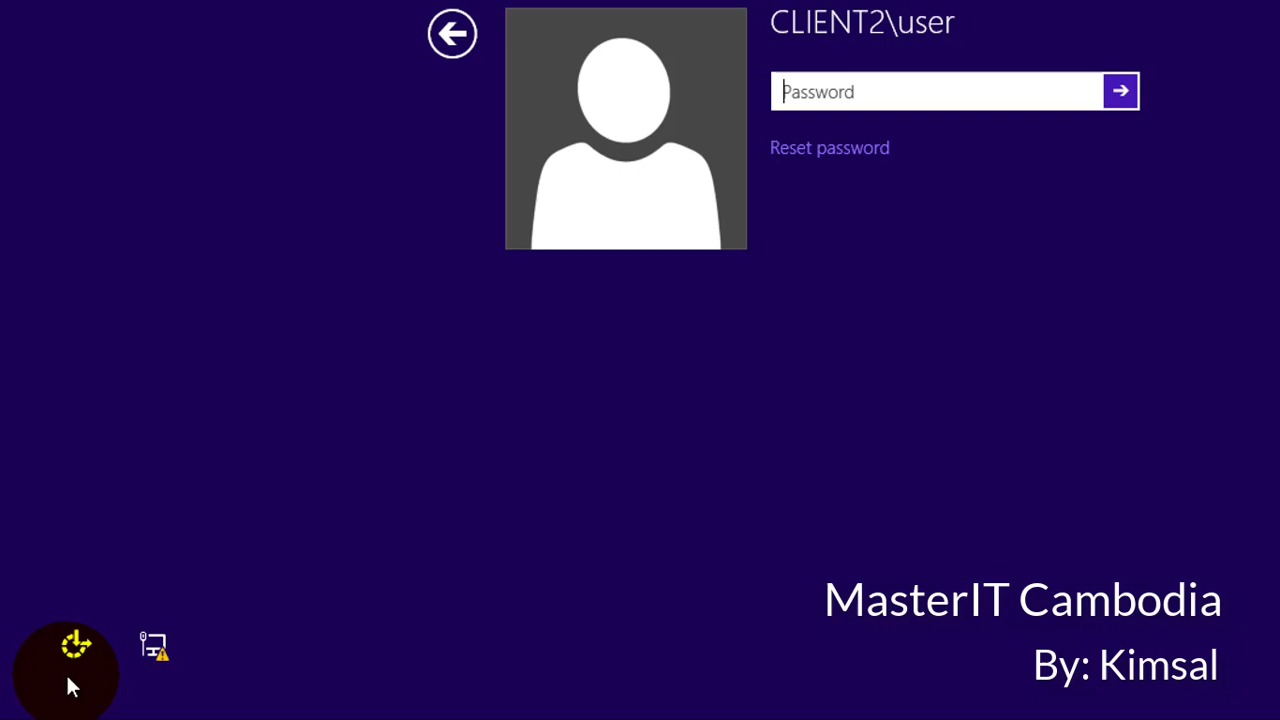 CLIENT2\user
Password
Reset password
MasterIT Cambodia
By: Kimsal